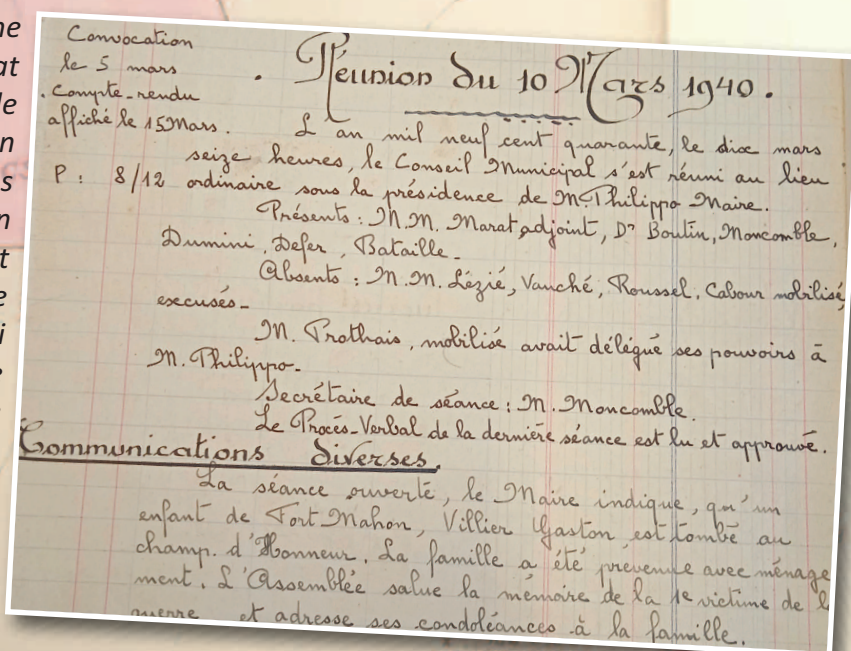 ne
at
le
n
s
n
t
e
i
Convocation
le 5 mars
. Compte-rendu
affiché le 15 Mars.
P : 8/12
. Réunion du 10 Mars 1940.
L'an mil neuf cent quarante, le dix mars
seize heures, le Conseil Municipal s'est réuni au lieu
ordinaire sous la présidence de M. Philippo Maire.
Présents : M.M. Marat adjoint, Dr Boutin, Moncomble,
Dumini, Defer, Bataille.
Absents : M.M. Lézié, Vauché, Roussel, Cabour mobilisé,
excusés.
M. Prothais, mobilisé avait délégué ses pouvoirs à
M. Philippo.
Secrétaire de séance : M. Moncomble.
Le Procès-Verbal de la dernière séance est lu et approuvé.
Communications diverses.
La séance ouverte, le Maire indique, qu'un
enfant de Fort Mahon, Villier Gaston, est tombé au
champ. d'Honneur. La famille a été prévenue avec ménage
ment. L'Assemblée salue la mémoire de la 1e victime de l
guerre et adresse ses condoléances à la famille.